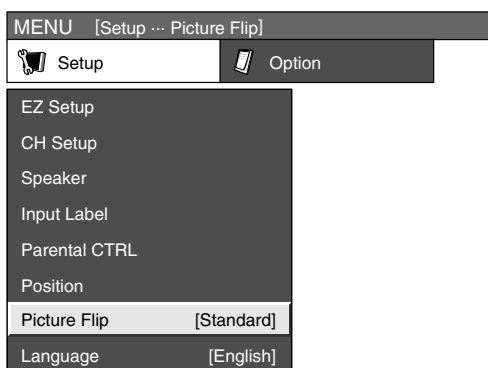 MENU [Setup ··· Picture Flip]
Setup Option
EZ Setup
CH Setup
Speaker
Input Label
Parental CTRL
Position
Picture Flip [Standard]
Language [English]